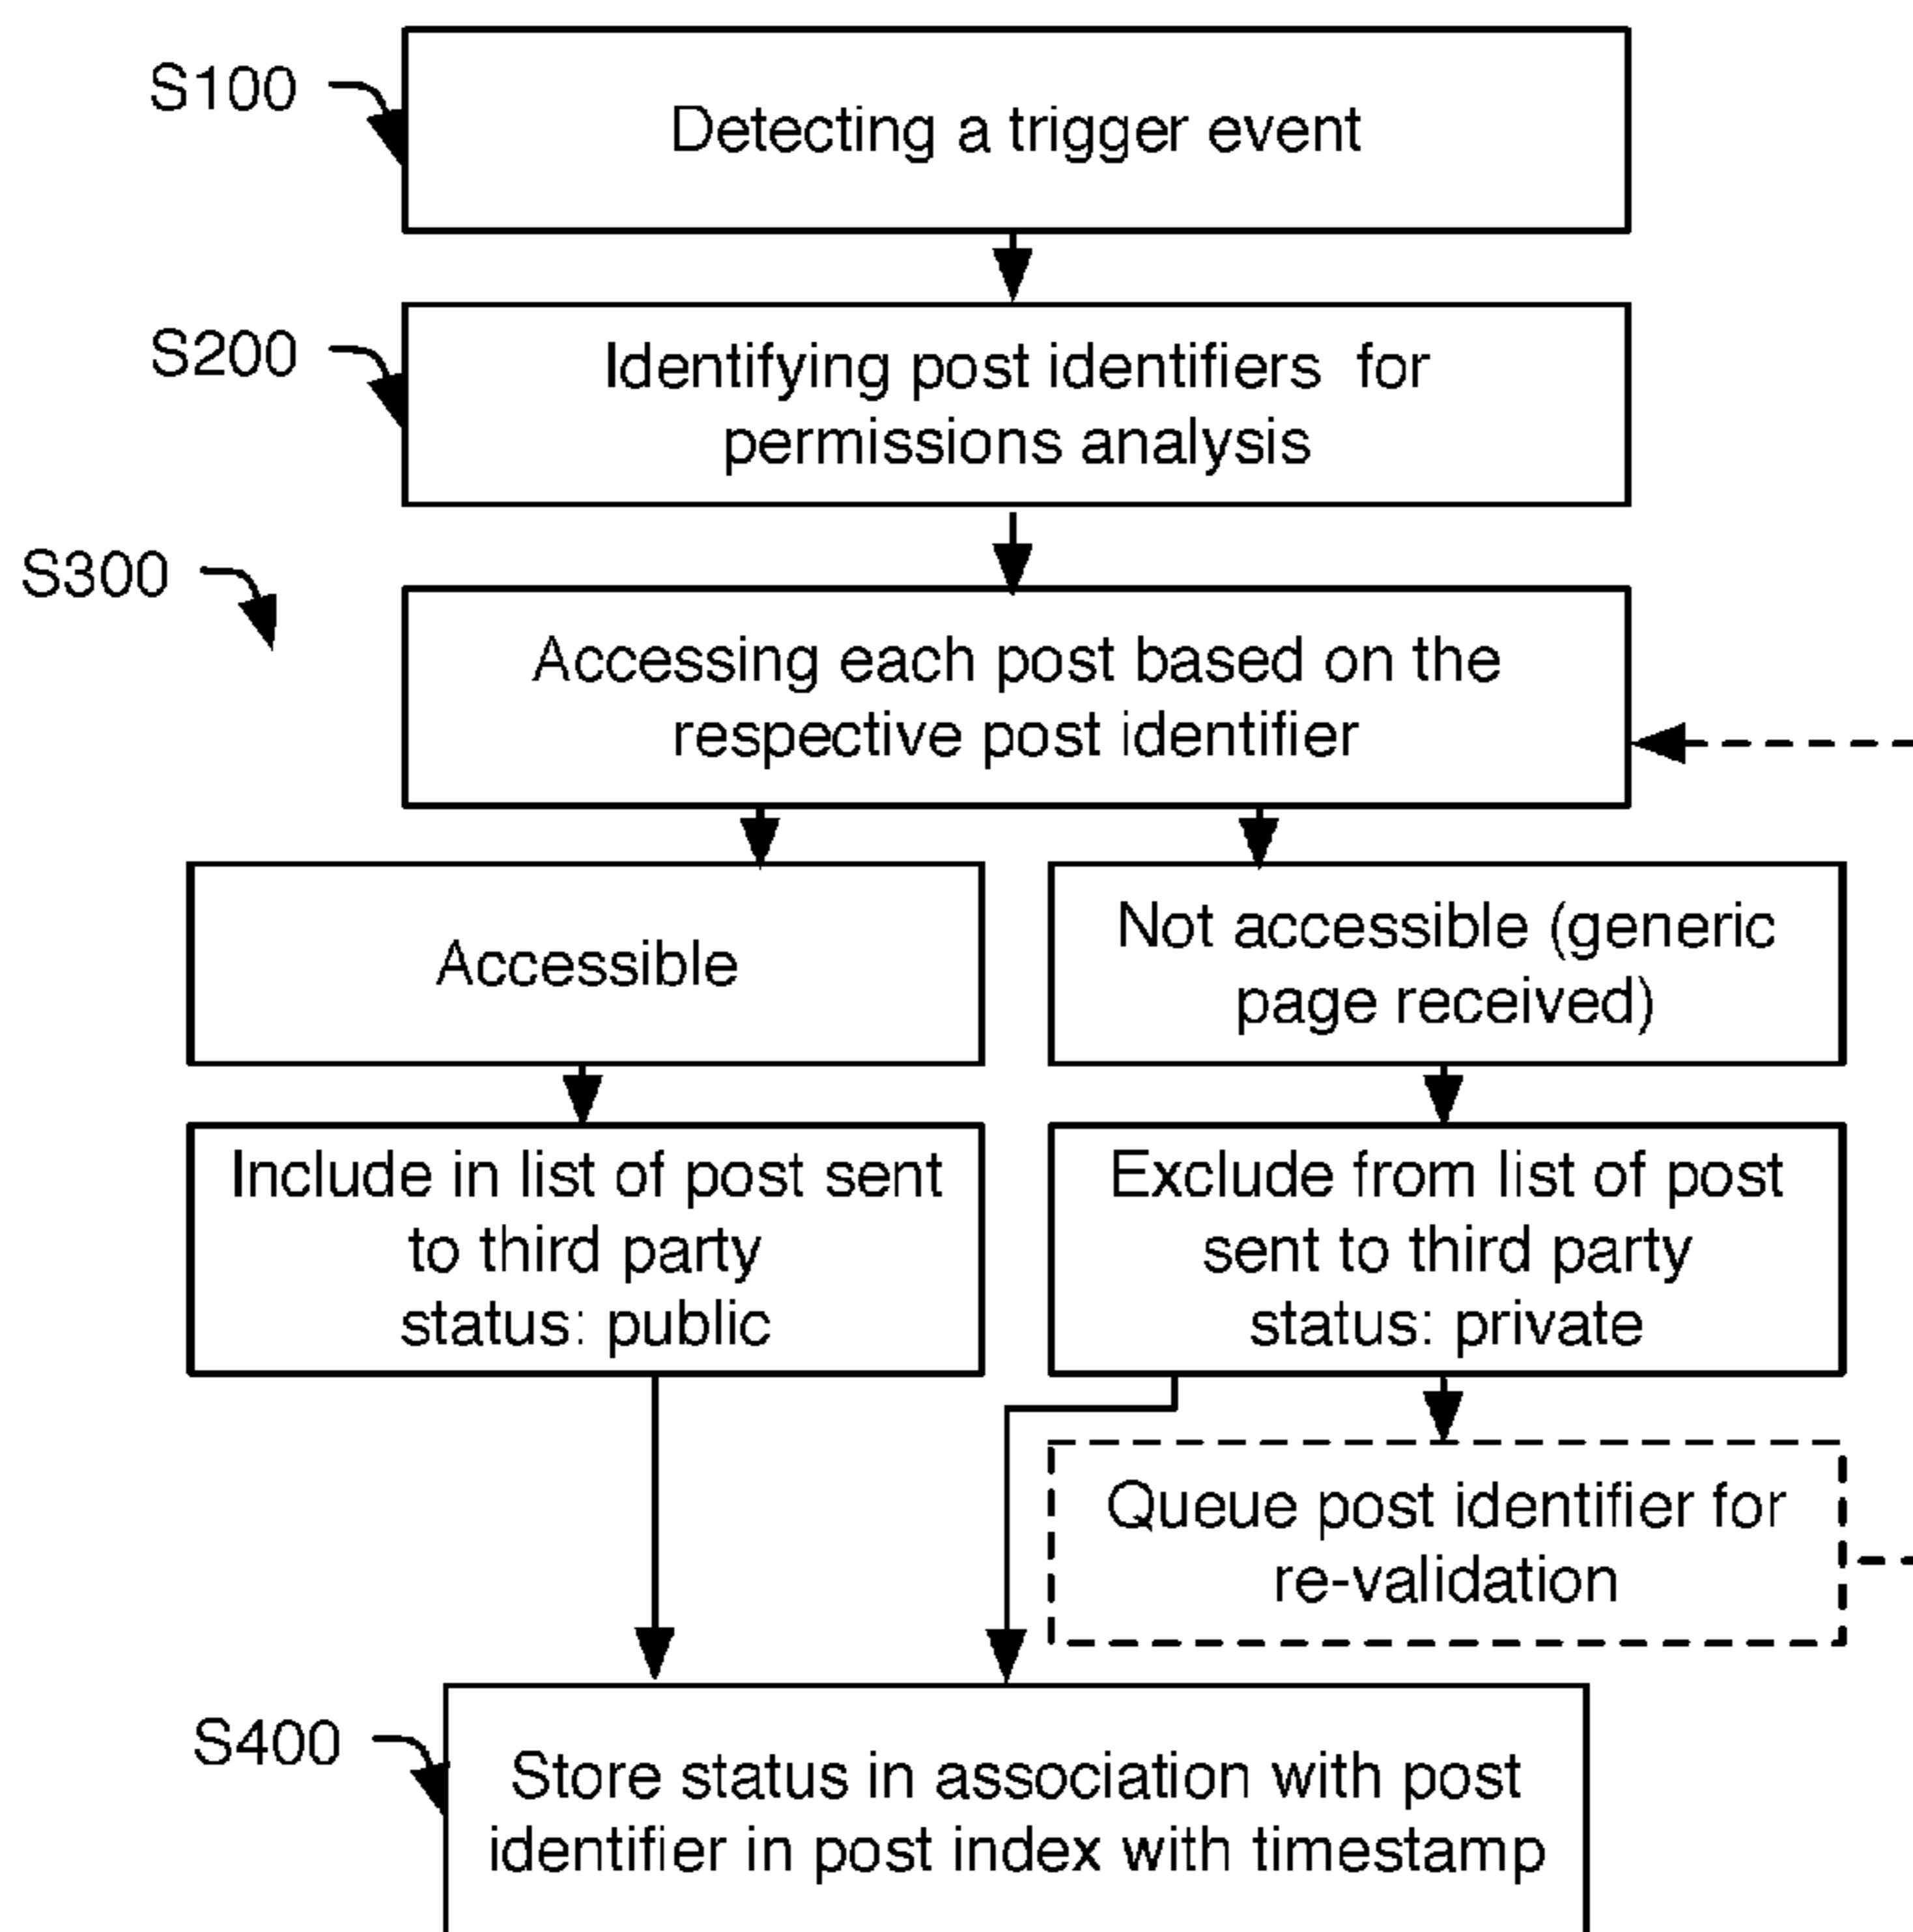 S100
Detecting a trigger event
S200
Identifying post identifiers for
permissions analysis
S300
Accessing each post based on the
respective post identifier
Accessible
Not accessible (generic
page received)
Include in list of post sent
to third party
status: public
Exclude from list of post
sent to third party
status: private
Queue post identifier for
re-validation
S400
Store status in association with post
identifier in post index with timestamp